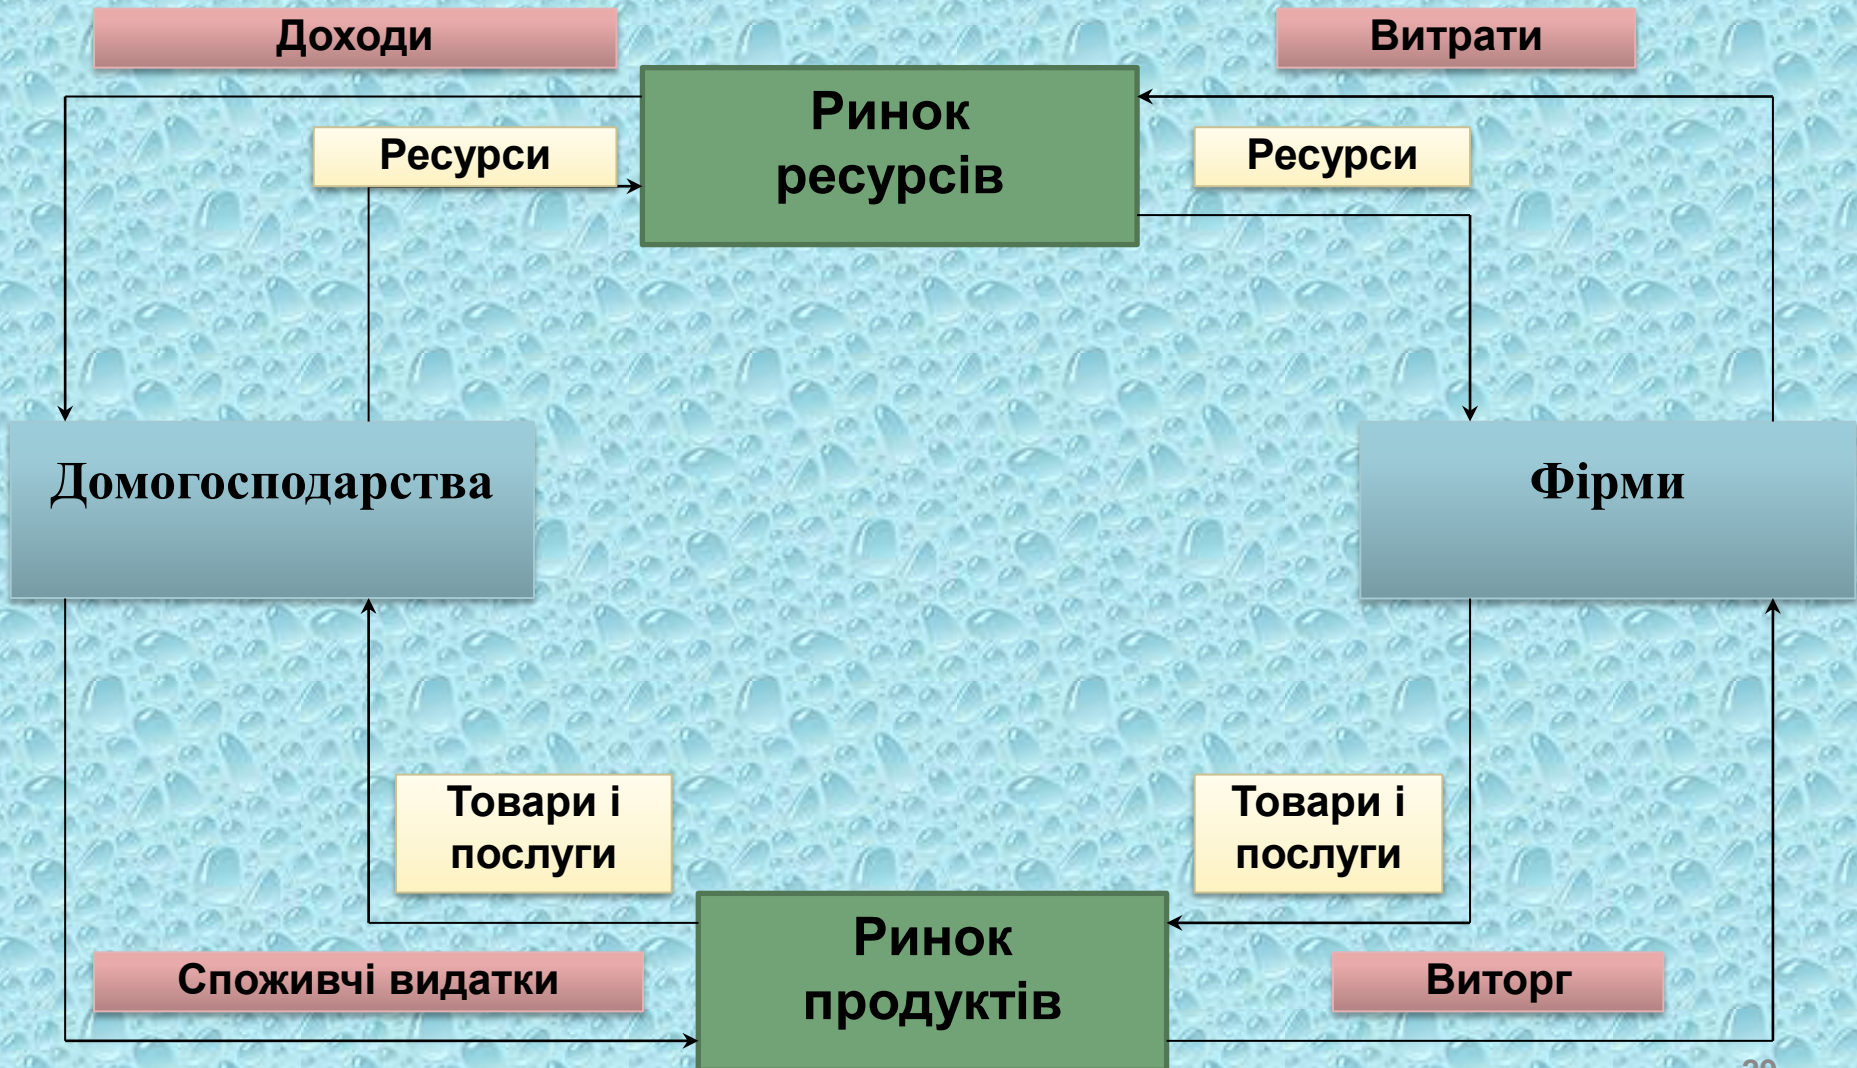 Доходи
Витрати
Ринок
ресурсів
Ресурси
Ресурси
Домогосподарства
Фірми
Товари і
послуги
Товари і
послуги
Ринок
продуктів
Споживчі видатки
Виторг